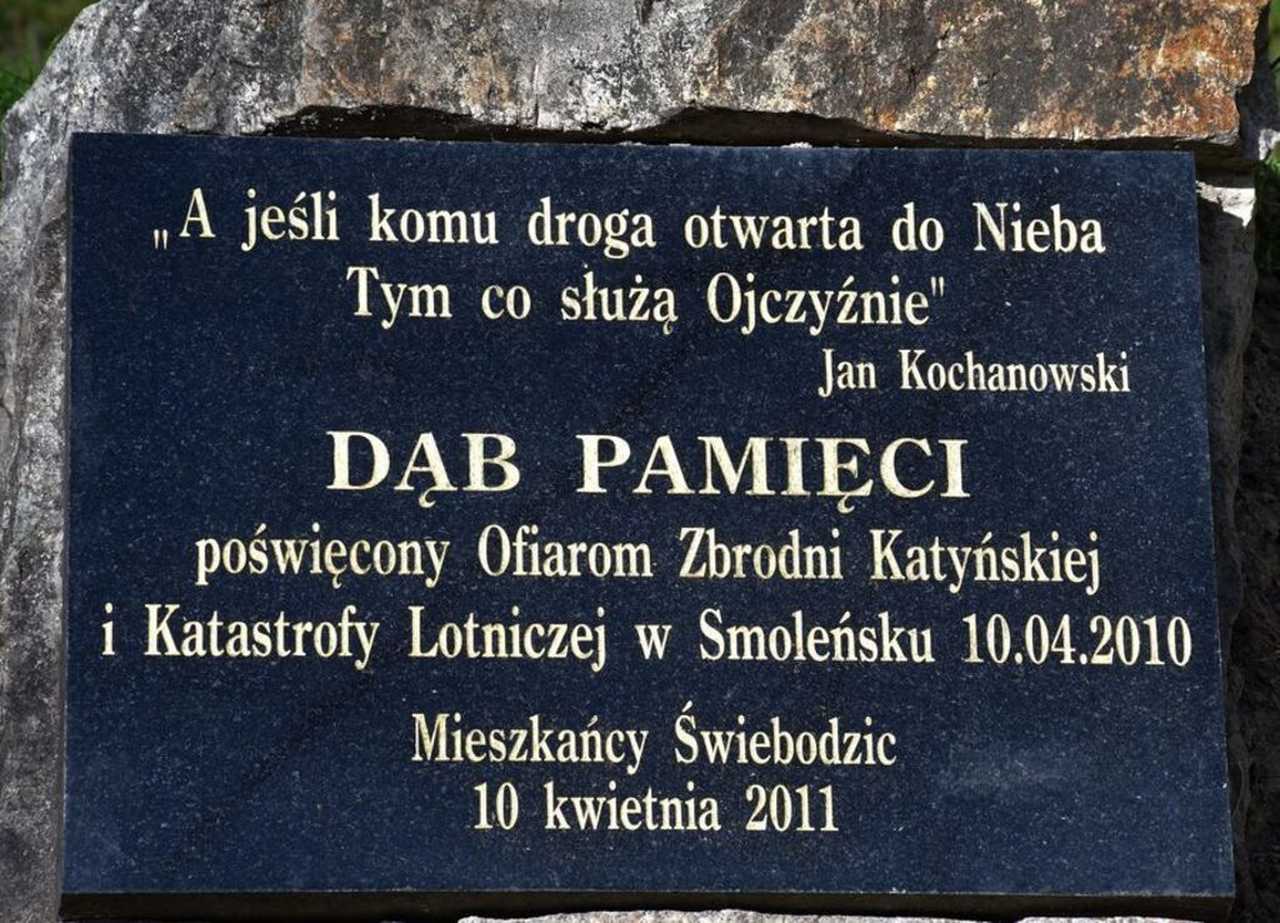 „A jeśli komu droga otwarta do Nieba
Tym co służą Ojczyźnie"
Jan Kochanowski
DĄB PAMIĘCI
poświęcony Ofiarom Zbrodni Katyńskiej
i Katastrofy Lotniczej w Smoleńsku 10.04.2010
Mieszkańcy Świebodzic
10 kwietnia 2011